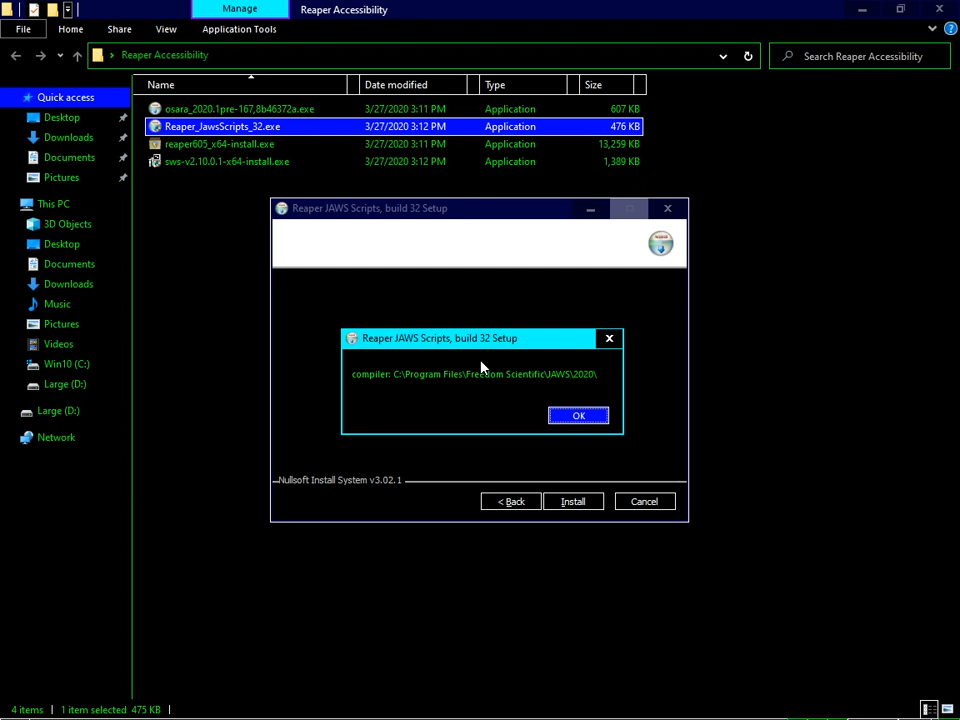 Manage
Reaper Accessibility
File
Home
Share
View
Application Tools
Reaper Accessibility
Search Reaper Accessibility
Name
Date modified
Type
Size
Quick access
Desktop
Downloads
Documents
Pictures
This PC
3D Objects
Desktop
Documents
Downloads
Music
Pictures
Videos
Win10 (C:)
Large (D:)
Large (D:)
Network
osara_2020.1pre-167,8b46372a.exe 3/27/2020 3:11 PM Application 607 KB
Reaper_JawsScripts_32.exe 3/27/2020 3:12 PM Application 476 KB
reaper605_x64-install.exe 3/27/2020 3:11 PM Application 13,259 KB
sws-v2.10.0.1-x64-install.exe 3/27/2020 3:12 PM Application 1,389 KB
Reaper JAWS Scripts, build 32 Setup
Reaper JAWS Scripts, build 32 Setup
compiler: C:\Program Files\Freedom Scientific\JAWS\2020\
OK
Nullsoft Install System v3.02.1
< Back
Install
Cancel
4 items
1 item selected 475 KB